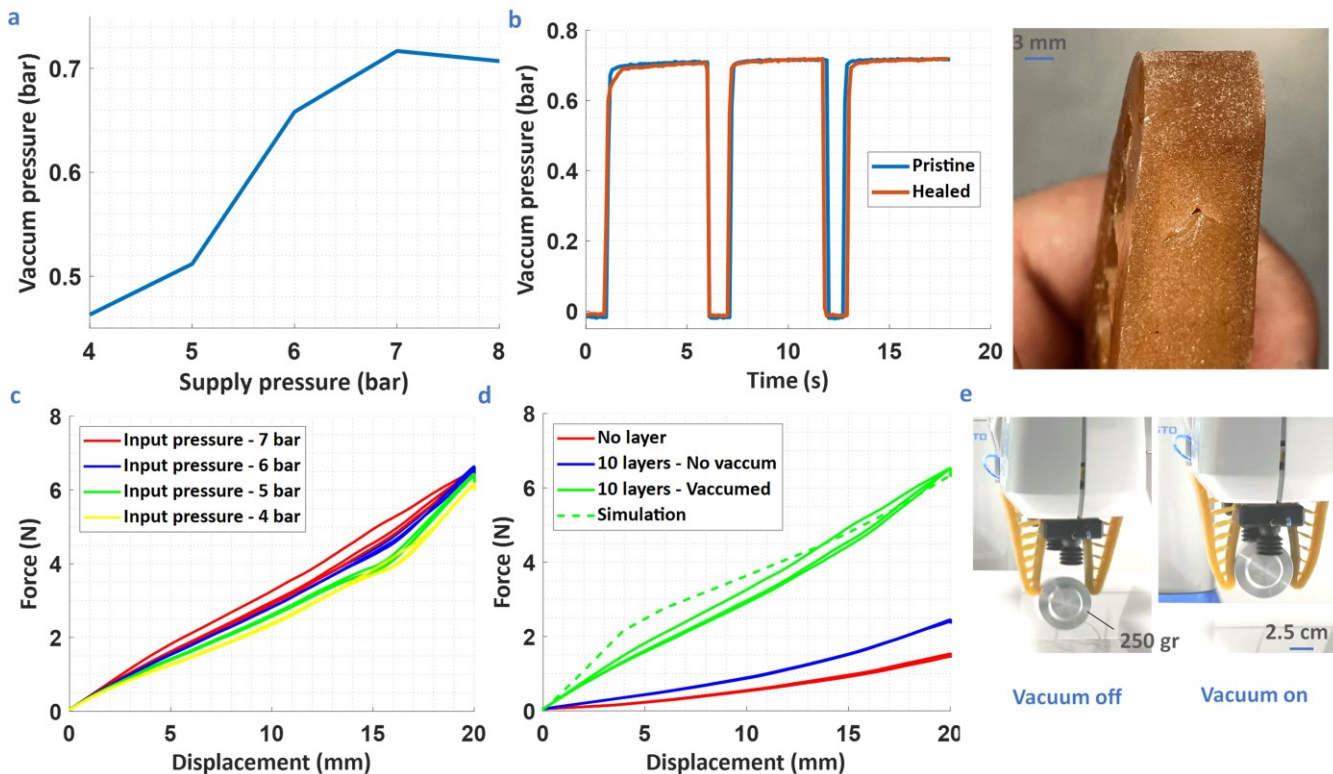 a
Vaccum pressure (bar)
0.7
0.6
0.5
4 5 6 7 8
Supply pressure (bar)
b
Vaccum pressure (bar)
0.8
0.6
0.4
0.2
0
0 5 10 15 20
Time (s)
Pristine
Healed
3 mm
c
Force (N)
8
6
4
2
0
0 5 10 15 20
Displacement (mm)
Input pressure - 7 bar
Input pressure - 6 bar
Input pressure - 5 bar
Input pressure - 4 bar
d
Force (N)
8
6
4
2
0
0 5 10 15 20
Displacement (mm)
No layer
10 layers - No vaccum
10 layers - Vaccumed
Simulation
e
STO
STO
250 gr
2.5 cm
Vacuum off
Vacuum on